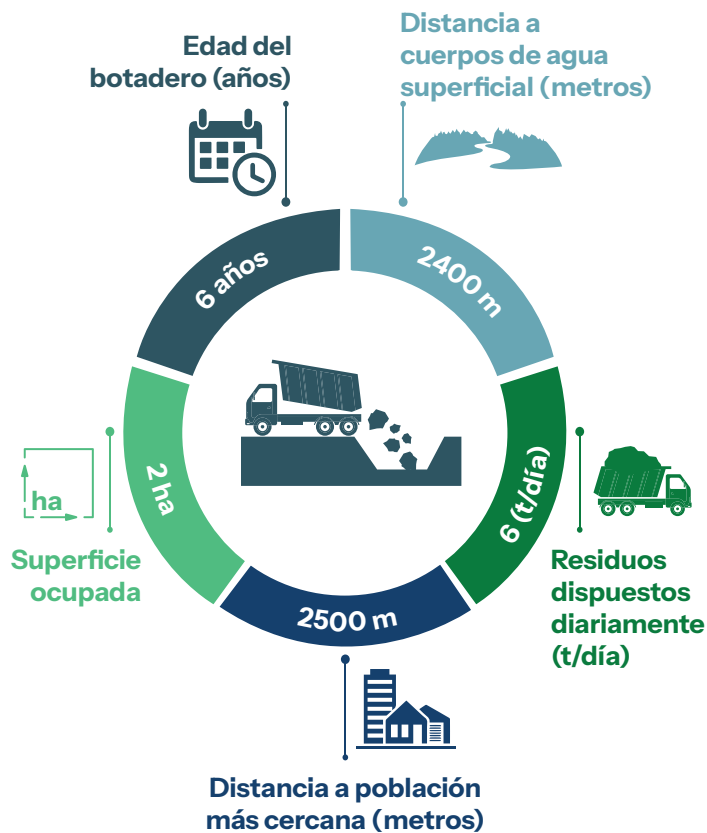 Edad del
botadero (años)
Distancia a
cuerpos de agua
superficial (metros)
6 años
2400 m
2 ha
6 (t/día)
2500 m
ha
Superficie
ocupada
Residuos
dispuestos
diariamente
(t/día)
Distancia a población
más cercana (metros)